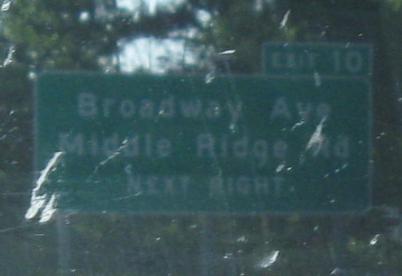 EXIT 10
Broadway Ave
Middle Ridge Rd
NEXT RIGHT